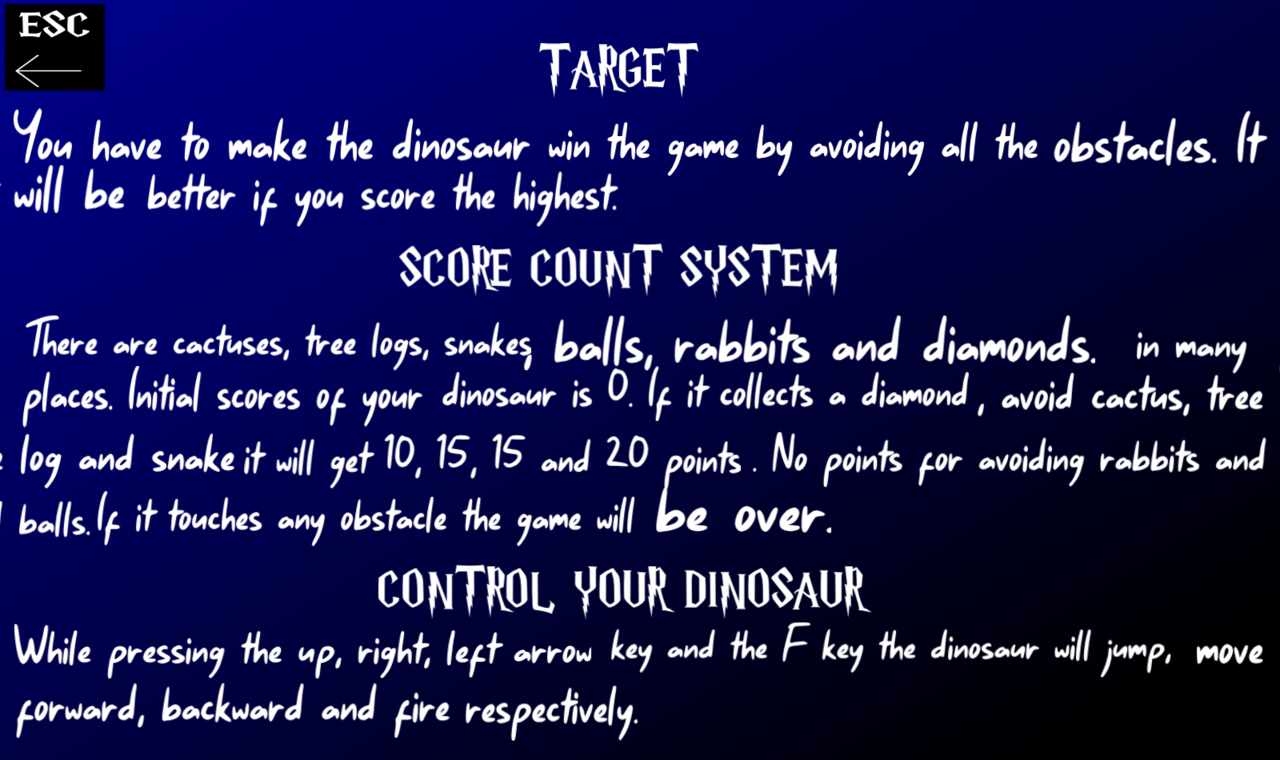 ESC
TARGET
You have to make the dinosaur win the game by avoiding all the obstacles. It
will be better if you score the highest.
SCORE COUNT SYSTEM
There are cactuses, tree logs, snakes, balls, rabbits and diamonds. in many
places. Initial scores of your dinosaur is 0. If it collects a diamond, avoid cactus, tree
log and snake it will get 10, 15, 15 and 20 points. No points for avoiding rabbits and
balls. If it touches any obstacle the game will be over.
CONTROL YOUR DINOSAUR
While pressing the up, right, left arrow key and the F key the dinosaur will jump, move
forward, backward and fire respectively.